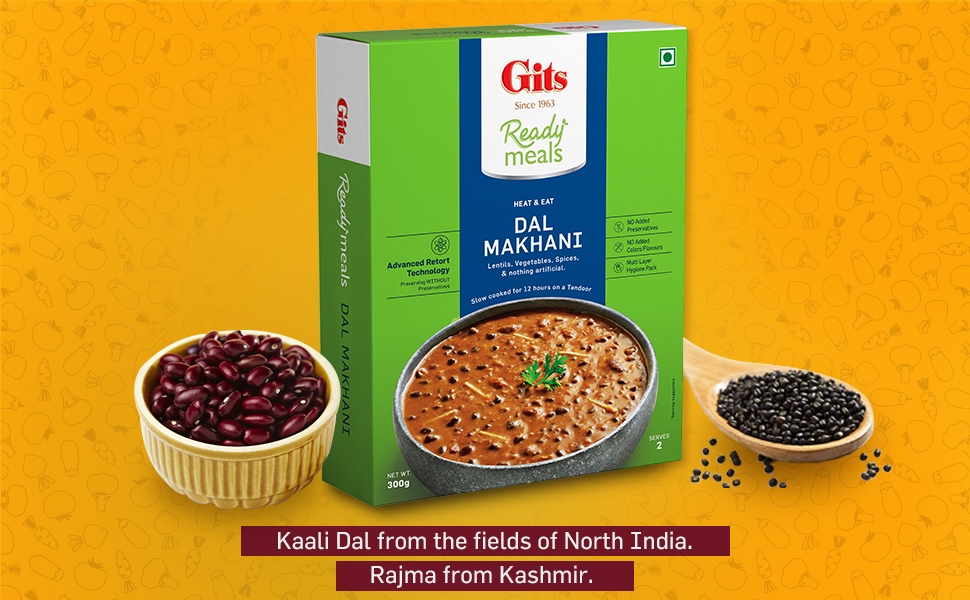 Gits
Since 1963
Ready
meals
HEAT & EAT
DAL
MAKHANI
Lentils, Vegetables, Spices,
& nothing artificial.
Slow cooked for 12 hours on a Tandoor
Advanced Retort
Technology
Preserving WITHOUT
Preservatives
NO Added
Preservatives
NO Added
Colors/Flavours
Multi Layer
Hygiene Pack
NET WT.
300g
SERVES
2
Gits
Ready meals DAL MAKHANI
Kaali Dal from the fields of North India.
Rajma from Kashmir.